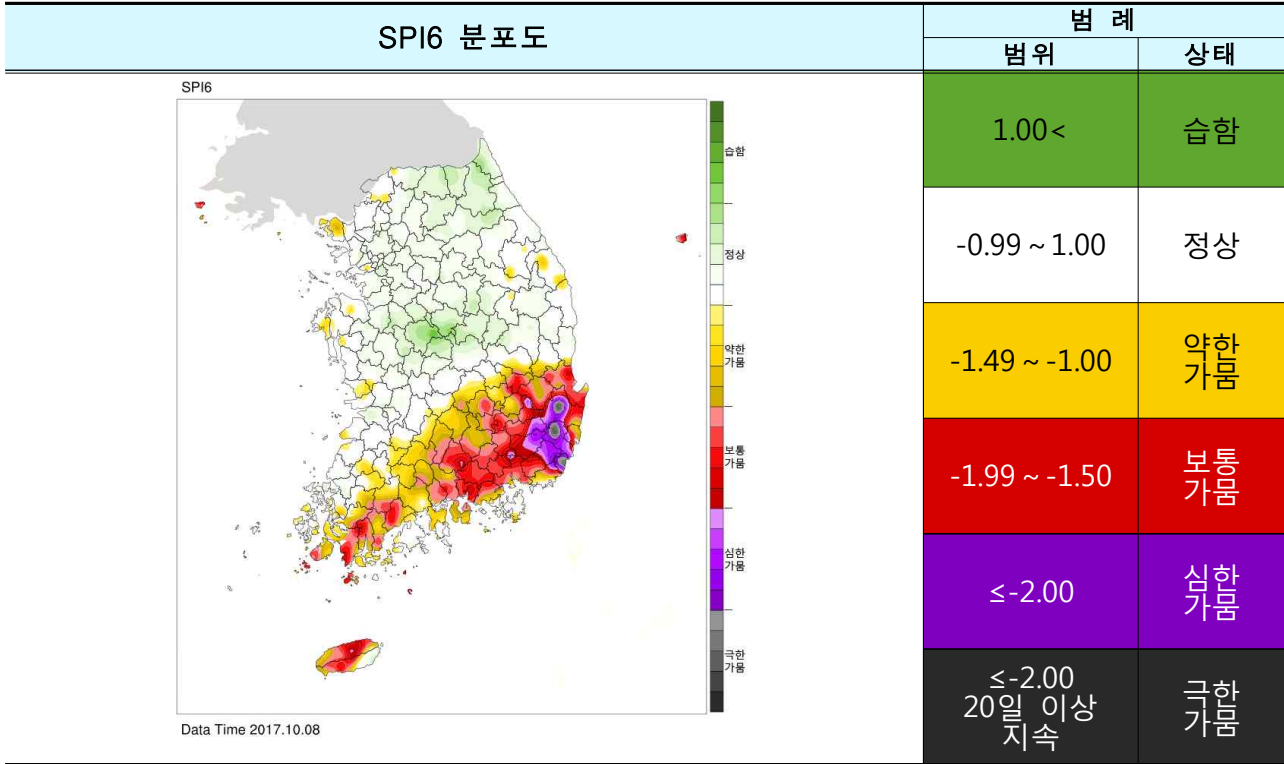 SPI6 분포도
범 례
범위
상태
SPI6
습함
정상
약한
가뭄
보통
가뭄
심한
가뭄
극한
가뭄
Data Time 2017.10.08
1.00<
습함
-0.99 ~ 1.00
정상
-1.49 ~ -1.00
약한
가뭄
-1.99 ~ -1.50
보통
가뭄
≤-2.00
심한
가뭄
≤-2.00
20일 이상
지속
극한
가뭄